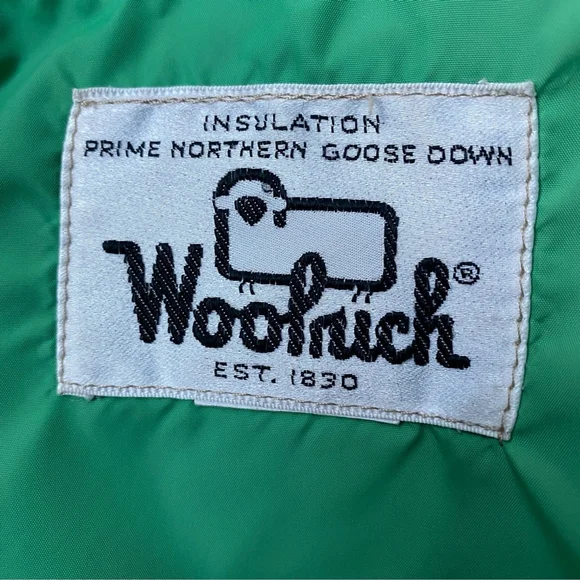 INSULATION
PRIME NORTHERN GOOSE DOWN
Woolrich®
EST. 1830